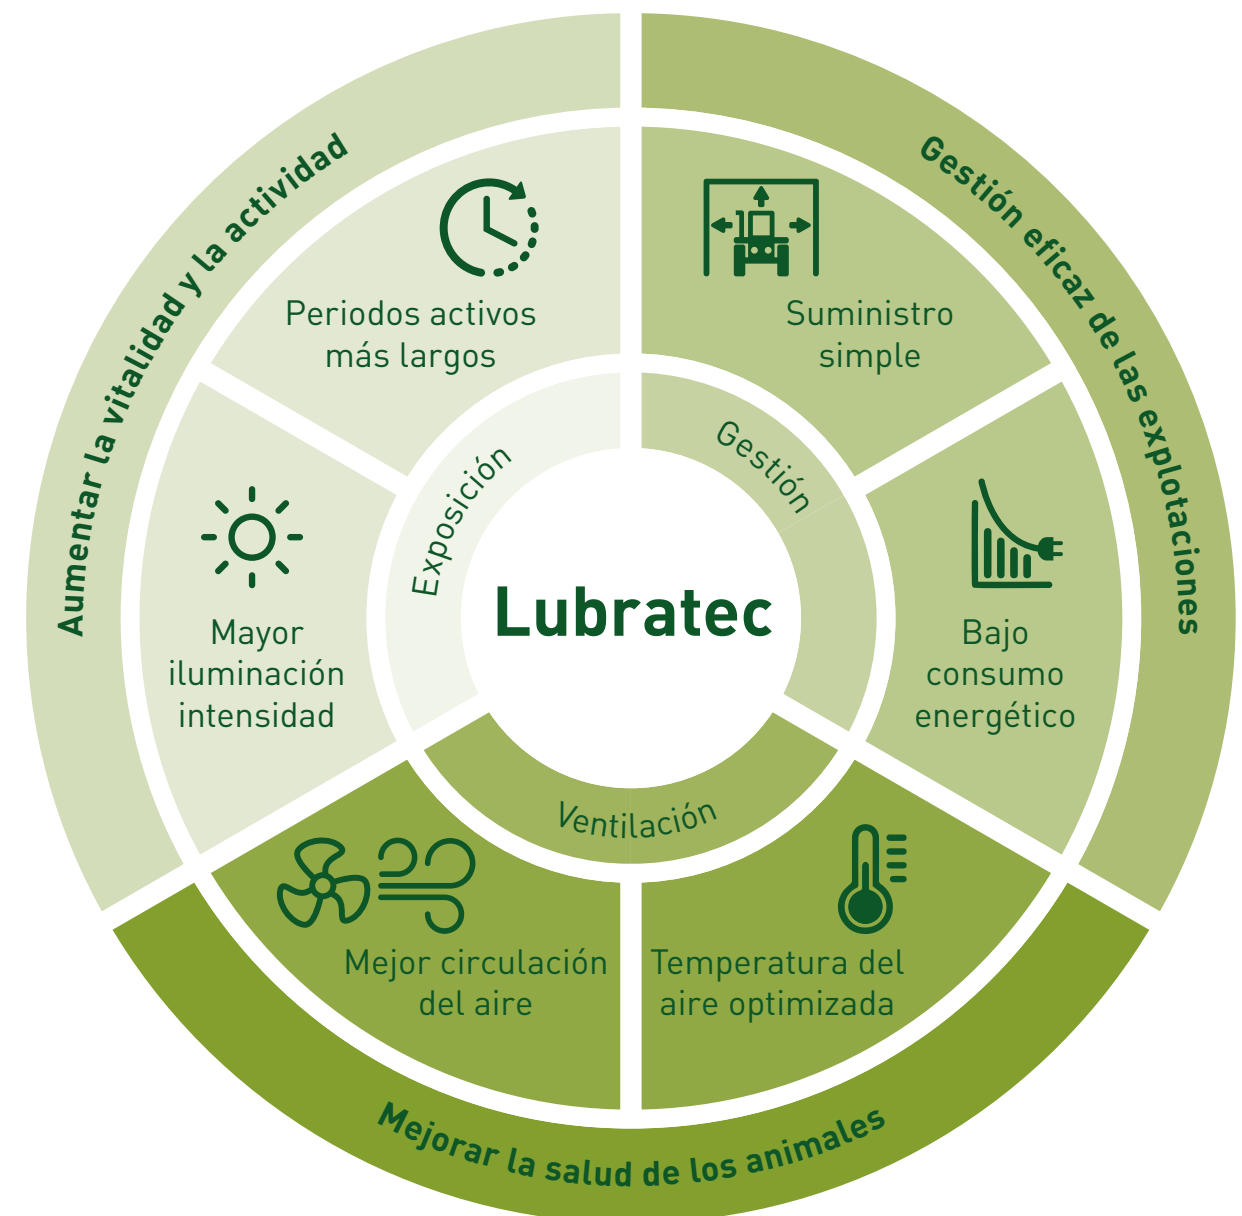 Aumentar la vitalidad y la actividad
Gestión eficaz de las explotaciones
Periodos activos
más largos
Suministro
simple
Exposición
Gestión
Lubratec
Mayor
iluminación
intensidad
Bajo
consumo
energético
Ventilación
Mejor circulación
del aire
Temperatura del
aire optimizada
Mejorar la salud de los animales